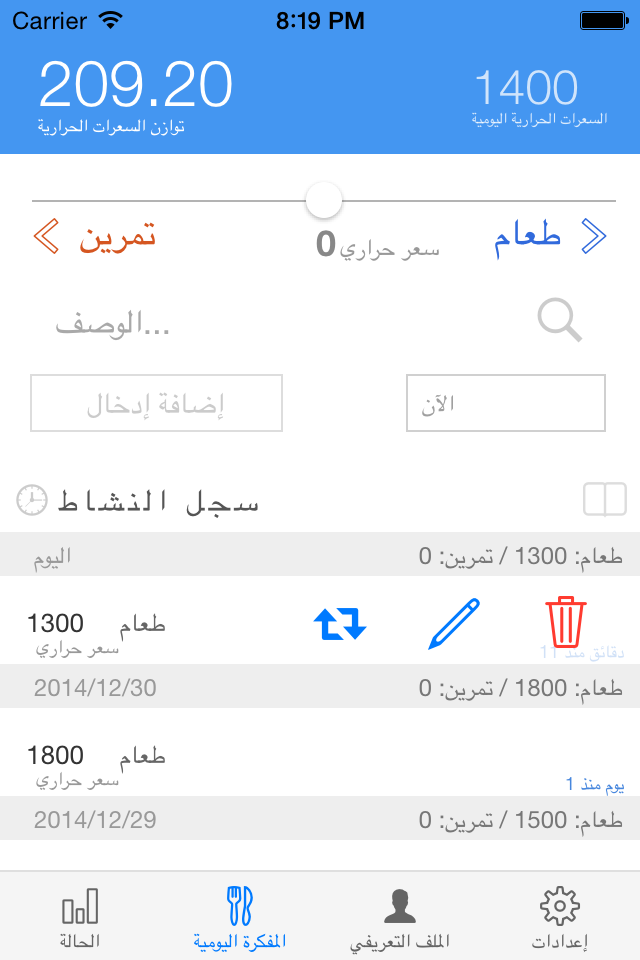 Carrier 8:19 PM
209.20
توازن السعرات الحرارية
1400
السعرات الحرارية اليومية
تمرين
0 سعر حراري
طعام
الوصف...
إضافة إدخال
الآن
سجل النشاط
اليوم
طعام: 1300 / تمرين: 0
1300 طعام
سعر حراري
دقائق منذ 11
2014/12/30
طعام: 1800 / تمرين: 0
1800 طعام
سعر حراري
يوم منذ 1
2014/12/29
طعام: 1500 / تمرين: 0
الحالة
المفكرة اليومية
الملف التعريفي
إعدادات